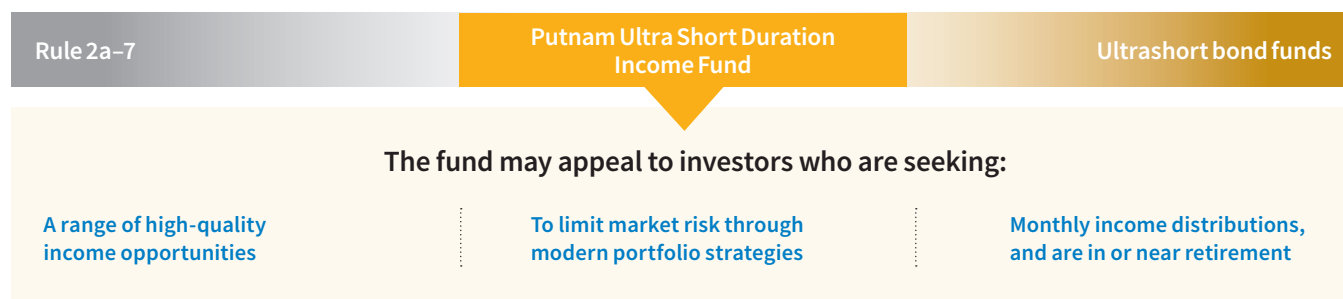 Rule 2a–7
Putnam Ultra Short Duration
Income Fund
Ultrashort bond funds
The fund may appeal to investors who are seeking:
A range of high-quality
income opportunities
To limit market risk through
modern portfolio strategies
Monthly income distributions,
and are in or near retirement